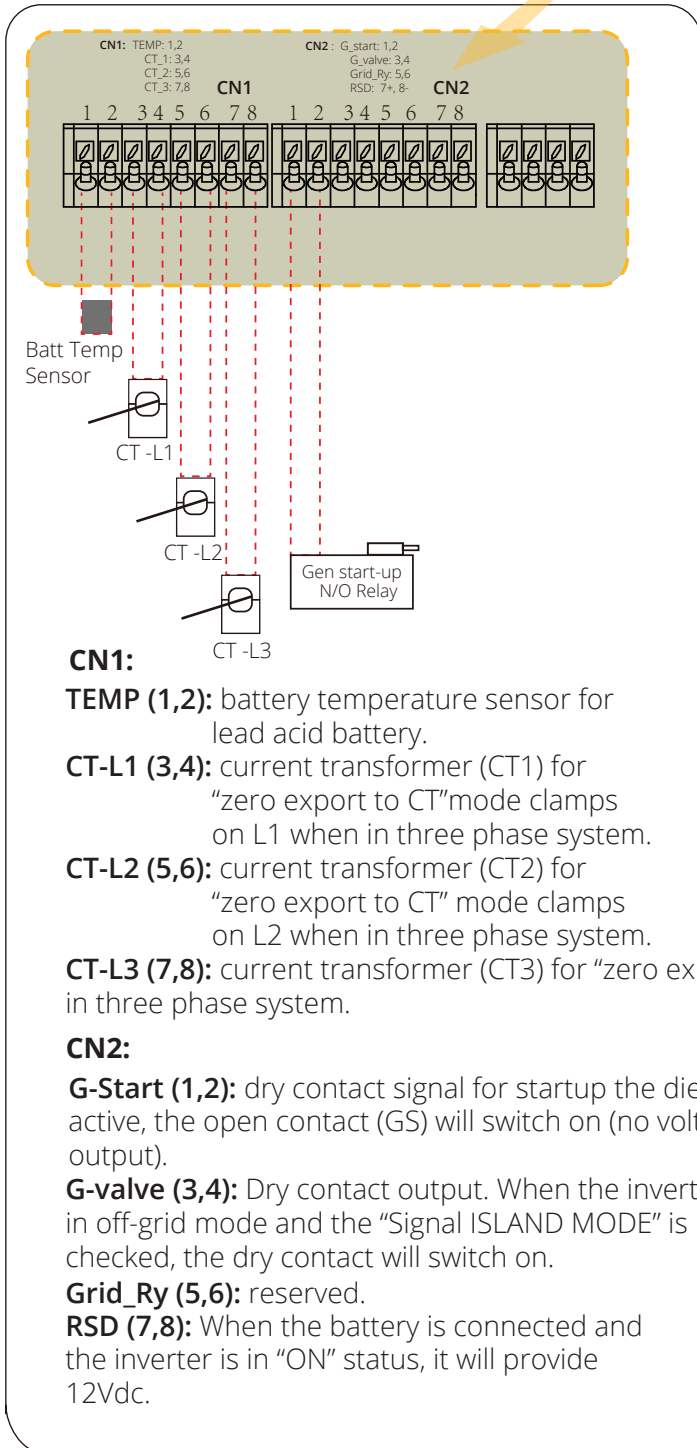 CN1: TEMP: 1,2
CT_1: 3,4
CT_2: 5,6
CT_3: 7,8
CN1
CN2 : G_start: 1,2
G_valve: 3,4
Grid_Ry: 5,6
RSD: 7+, 8-
CN2
1 2 3 4 5 6 7 8 1 2 3 4 5 6 7 8
Batt Temp
Sensor
CT -L1
CT -L2
CT -L3
Gen start-up
N/O Relay
CN1:
TEMP (1,2): battery temperature sensor for
lead acid battery.
CT-L1 (3,4): current transformer (CT1) for
“zero export to CT”mode clamps
on L1 when in three phase system.
CT-L2 (5,6): current transformer (CT2) for
“zero export to CT” mode clamps
on L2 when in three phase system.
CT-L3 (7,8): current transformer (CT3) for “zero ex
in three phase system.
CN2:
G-Start (1,2): dry contact signal for startup the die
active, the open contact (GS) will switch on (no volt
output).
G-valve (3,4): Dry contact output. When the invert
in off-grid mode and the “Signal ISLAND MODE” is
checked, the dry contact will switch on.
Grid_Ry (5,6): reserved.
RSD (7,8): When the battery is connected and
the inverter is in “ON” status, it will provide
12Vdc.